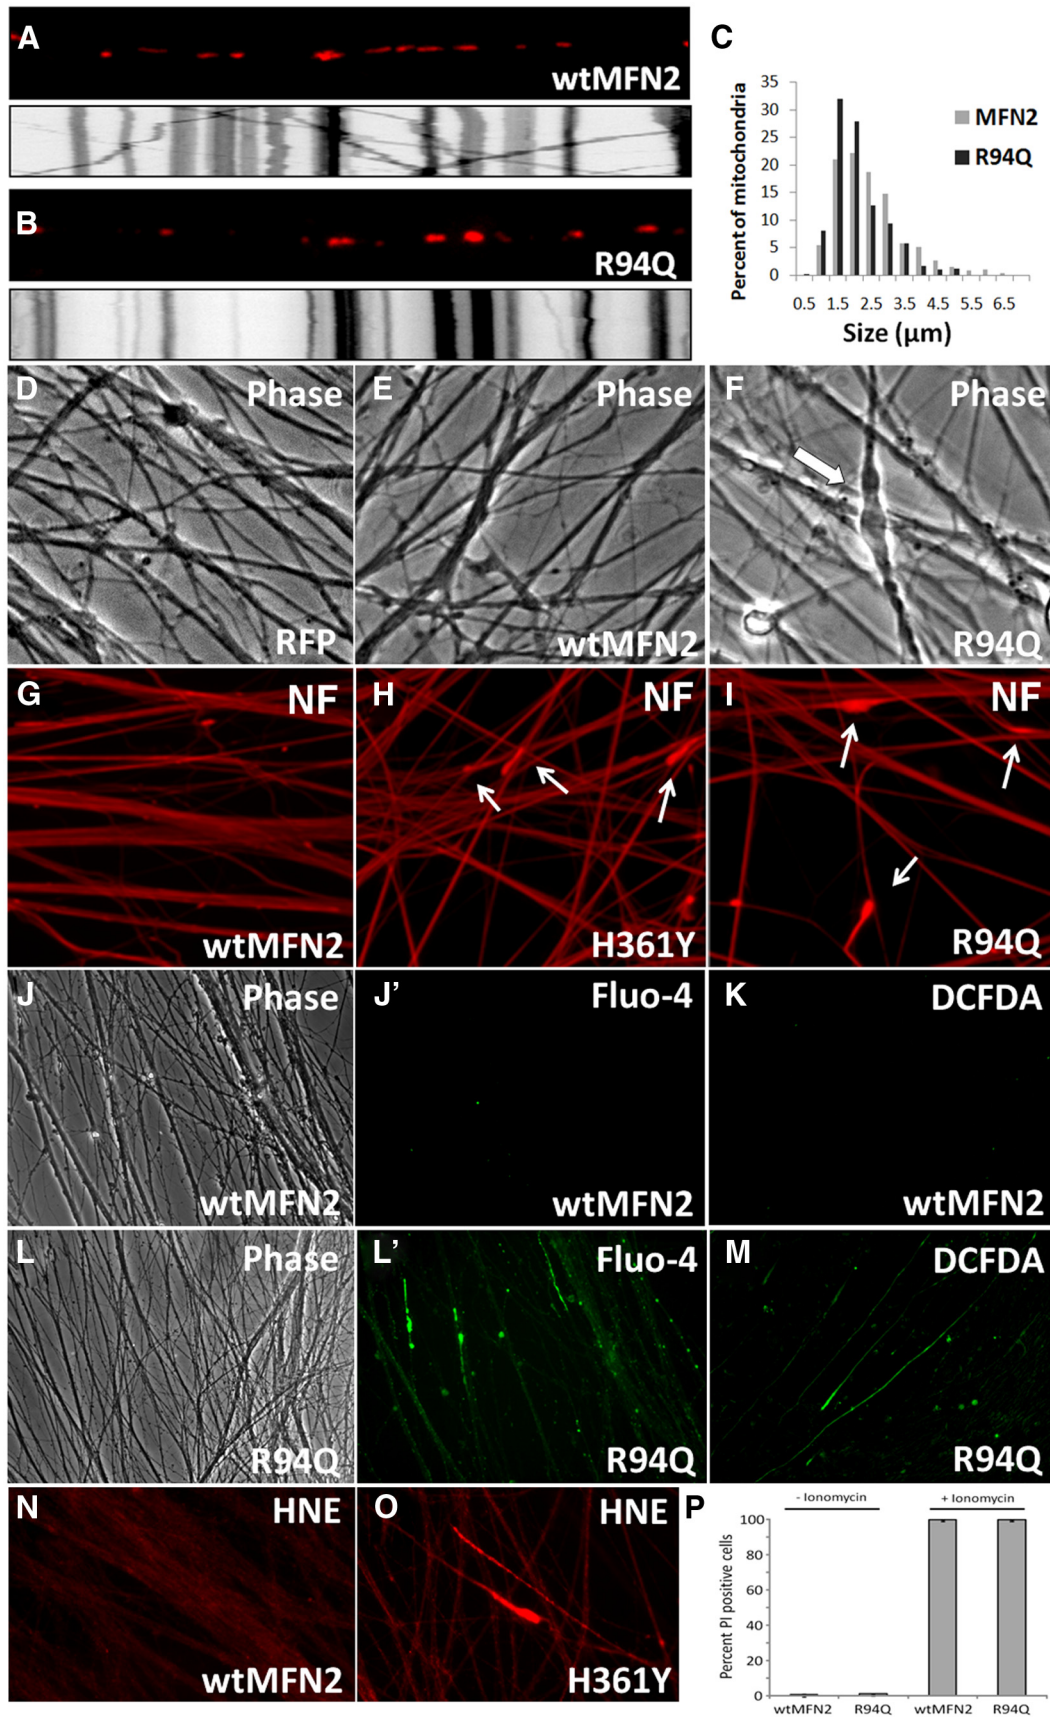 A
wtMFN2
B
R94Q
C
35
30
25
20
15
10
5
0
Percent of mitochondria
MFN2
R94Q
0.5 1.5 2.5 3.5 4.5 5.5 6.5
Size (µm)
D Phase
RFP
E Phase
wtMFN2
F Phase
R94Q
G NF
wtMFN2
H NF
H361Y
I NF
R94Q
J Phase
wtMFN2
J’ Fluo-4
wtMFN2
K DCFDA
wtMFN2
L Phase
R94Q
L’ Fluo-4
R94Q
M DCFDA
R94Q
N HNE
wtMFN2
O HNE
H361Y
P
- Ionomycin + Ionomycin
100
80
60
40
20
0
Percent PI positive cells
wtMFN2 R94Q wtMFN2 R94Q